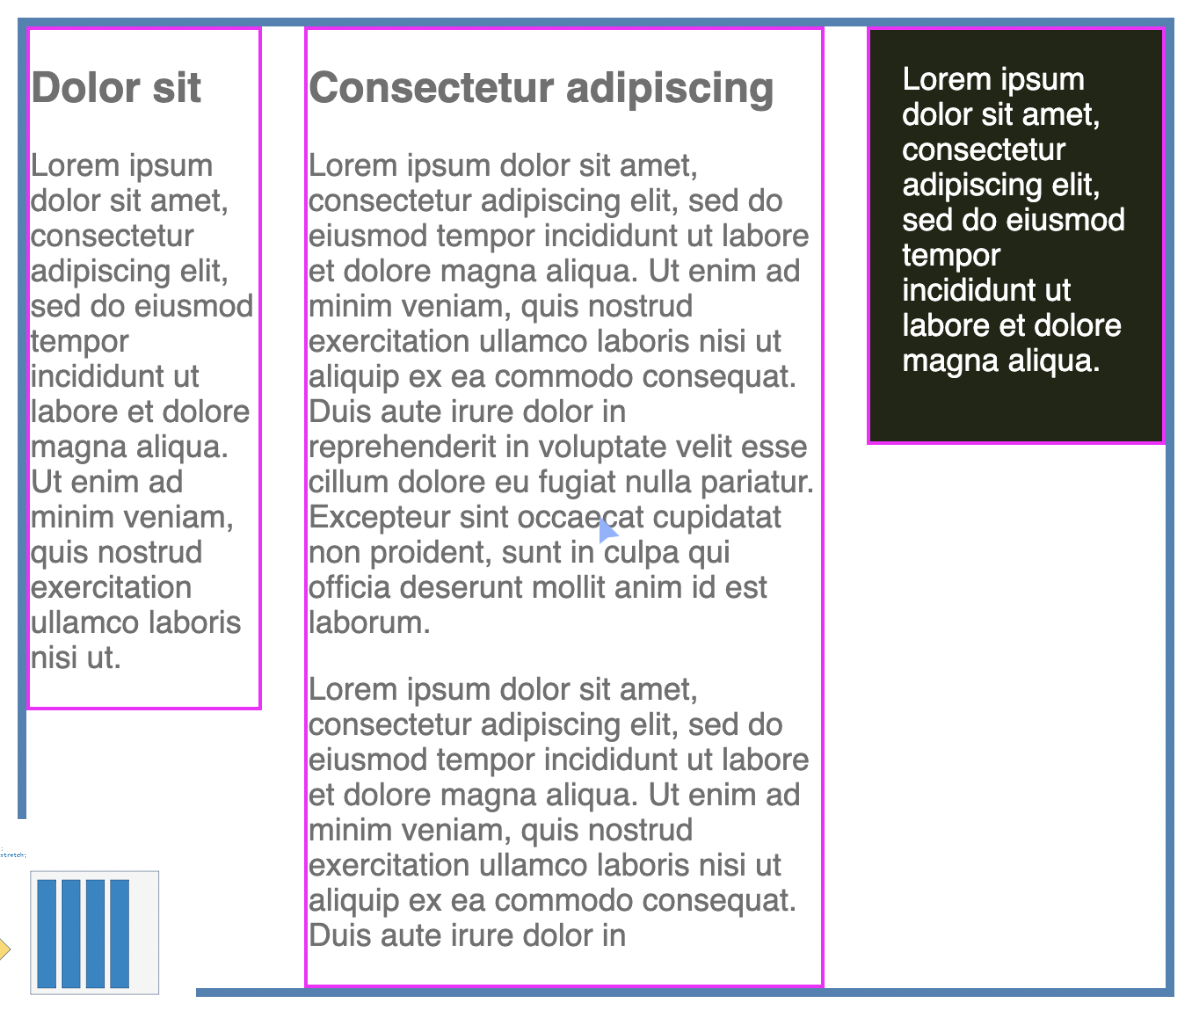 Dolor sit
Lorem ipsum
dolor sit amet,
consectetur
adipiscing elit,
sed do eiusmod
tempor
incididunt ut
labore et dolore
magna aliqua.
Ut enim ad
minim veniam,
quis nostrud
exercitation
ullamco laboris
nisi ut.
Consectetur adipiscing
Lorem ipsum dolor sit amet,
consectetur adipiscing elit, sed do
eiusmod tempor incididunt ut labore
et dolore magna aliqua. Ut enim ad
minim veniam, quis nostrud
exercitation ullamco laboris nisi ut
aliquip ex ea commodo consequat.
Duis aute irure dolor in
reprehenderit in voluptate velit esse
cillum dolore eu fugiat nulla pariatur.
Excepteur sint occaecat cupidatat
non proident, sunt in culpa qui
officia deserunt mollit anim id est
laborum.
Lorem ipsum dolor sit amet,
consectetur adipiscing elit, sed do
eiusmod tempor incididunt ut labore
et dolore magna aliqua. Ut enim ad
minim veniam, quis nostrud
exercitation ullamco laboris nisi ut
aliquip ex ea commodo consequat.
Duis aute irure dolor in
Lorem ipsum
dolor sit amet,
consectetur
adipiscing elit,
sed do eiusmod
tempor
incididunt ut
labore et dolore
magna aliqua.
;
stretch;